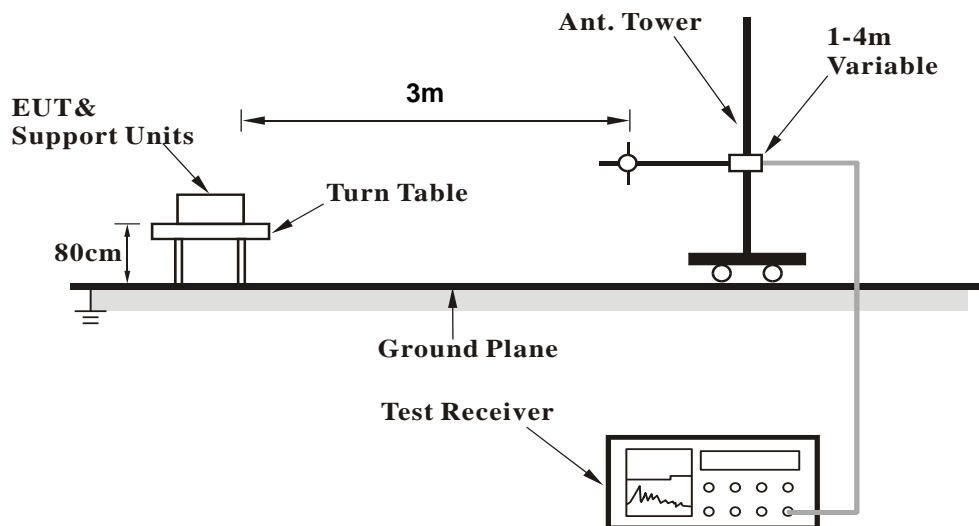 Ant. Tower
1-4m
Variable
3m
EUT&
Support Units
Turn Table
80cm
Ground Plane
Test Receiver